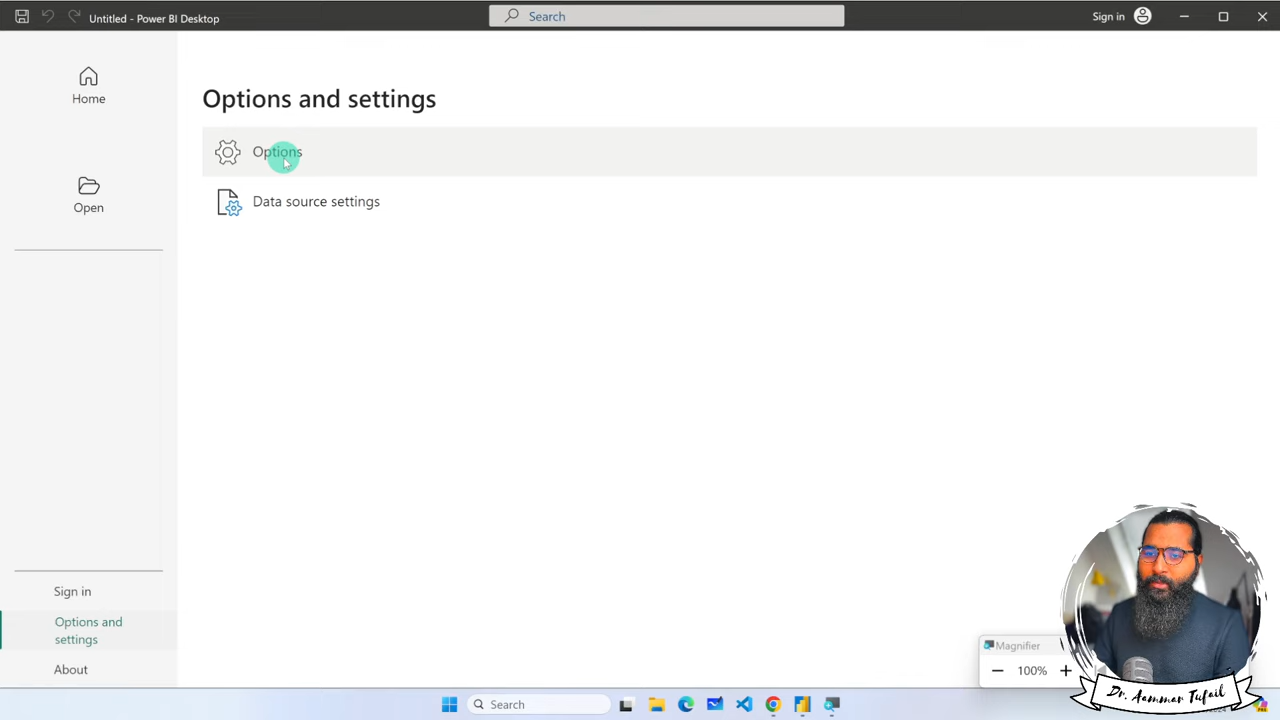 Untitled - Power BI Desktop
Search
Sign in
Home
Open
Options and settings
Options
Data source settings
Sign in
Options and
settings
About
Magnifier
100%
Search
Dr. Aammar Tufail